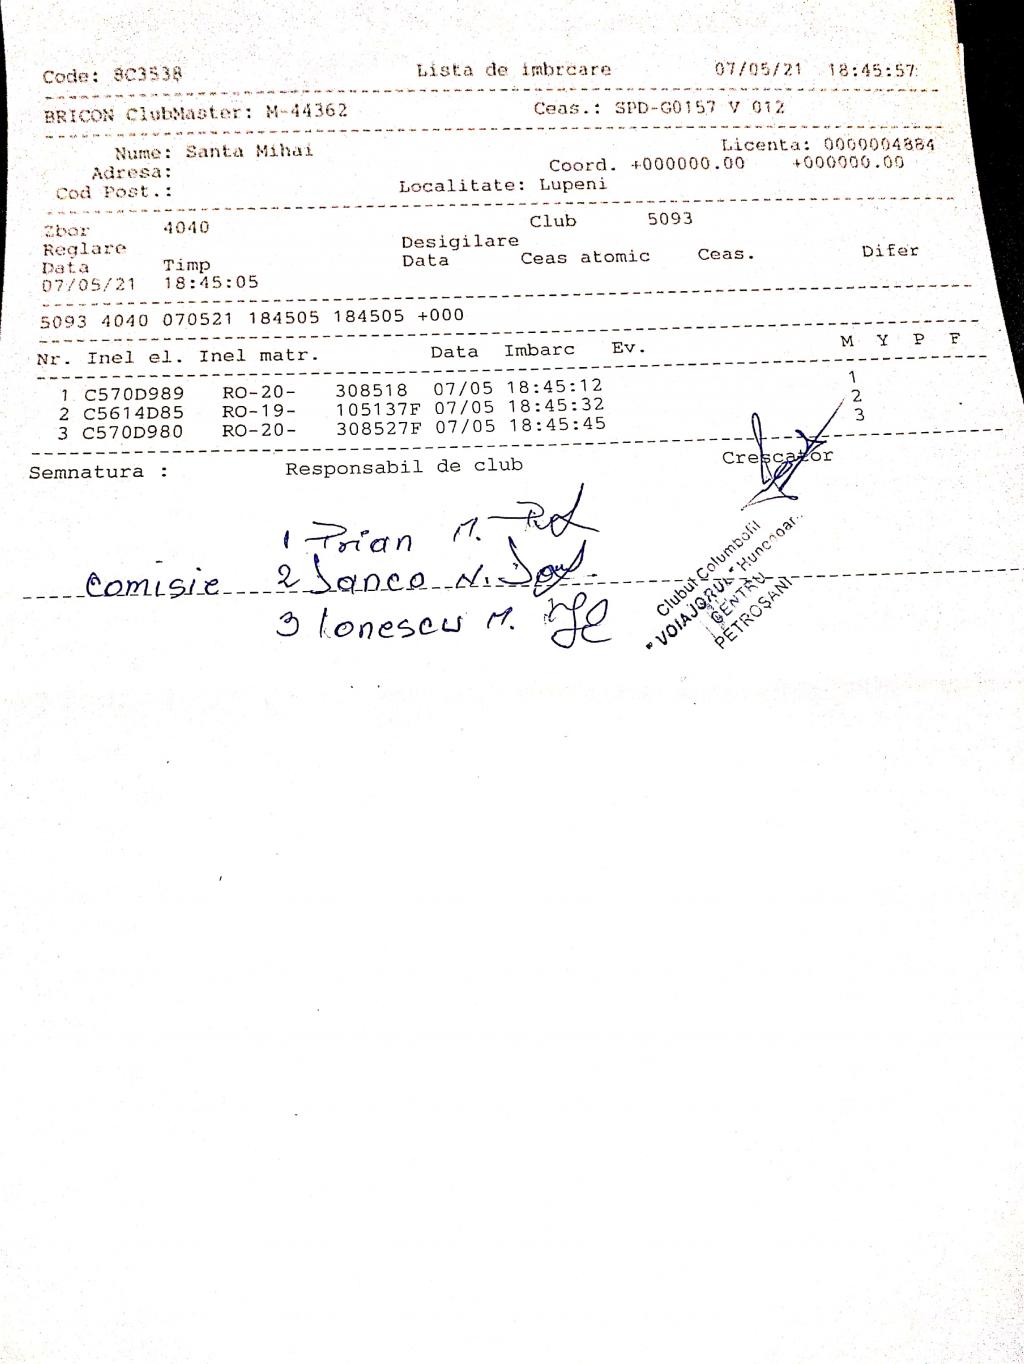 Code: 8C3538 Lista de imbrcare 07/05/21 18:45:57
BRICON ClubMaster: M-44362 Ceas.: SPD-G0157 V 012
Nume: Santa Mihai Licenta: 0000004884
Adresa: Coord. +000000.00 +000000.00
Cod Post.: Localitate: Lupeni
Zbor 4040 Club 5093
Reglare Desigilare
Data Timp Data Ceas atomic Ceas. Difer
07/05/21 18:45:05
5093 4040 070521 184505 184505 +000
Nr. Inel el. Inel matr. Data Imbarc Ev. M Y P F
1 C570D989 RO-20- 308518 07/05 18:45:12 1
2 C5614D85 RO-19- 105137F 07/05 18:45:32 2
3 C570D980 RO-20- 308527F 07/05 18:45:45 3
Semnatura : Responsabil de club Crescator
1 Prian M.
Comisie 2 Janco N.
3 Ionescu M.
Clubul Columbofil
"VOIAJORUL" Hunedoar
CENTRU
PETROȘANI